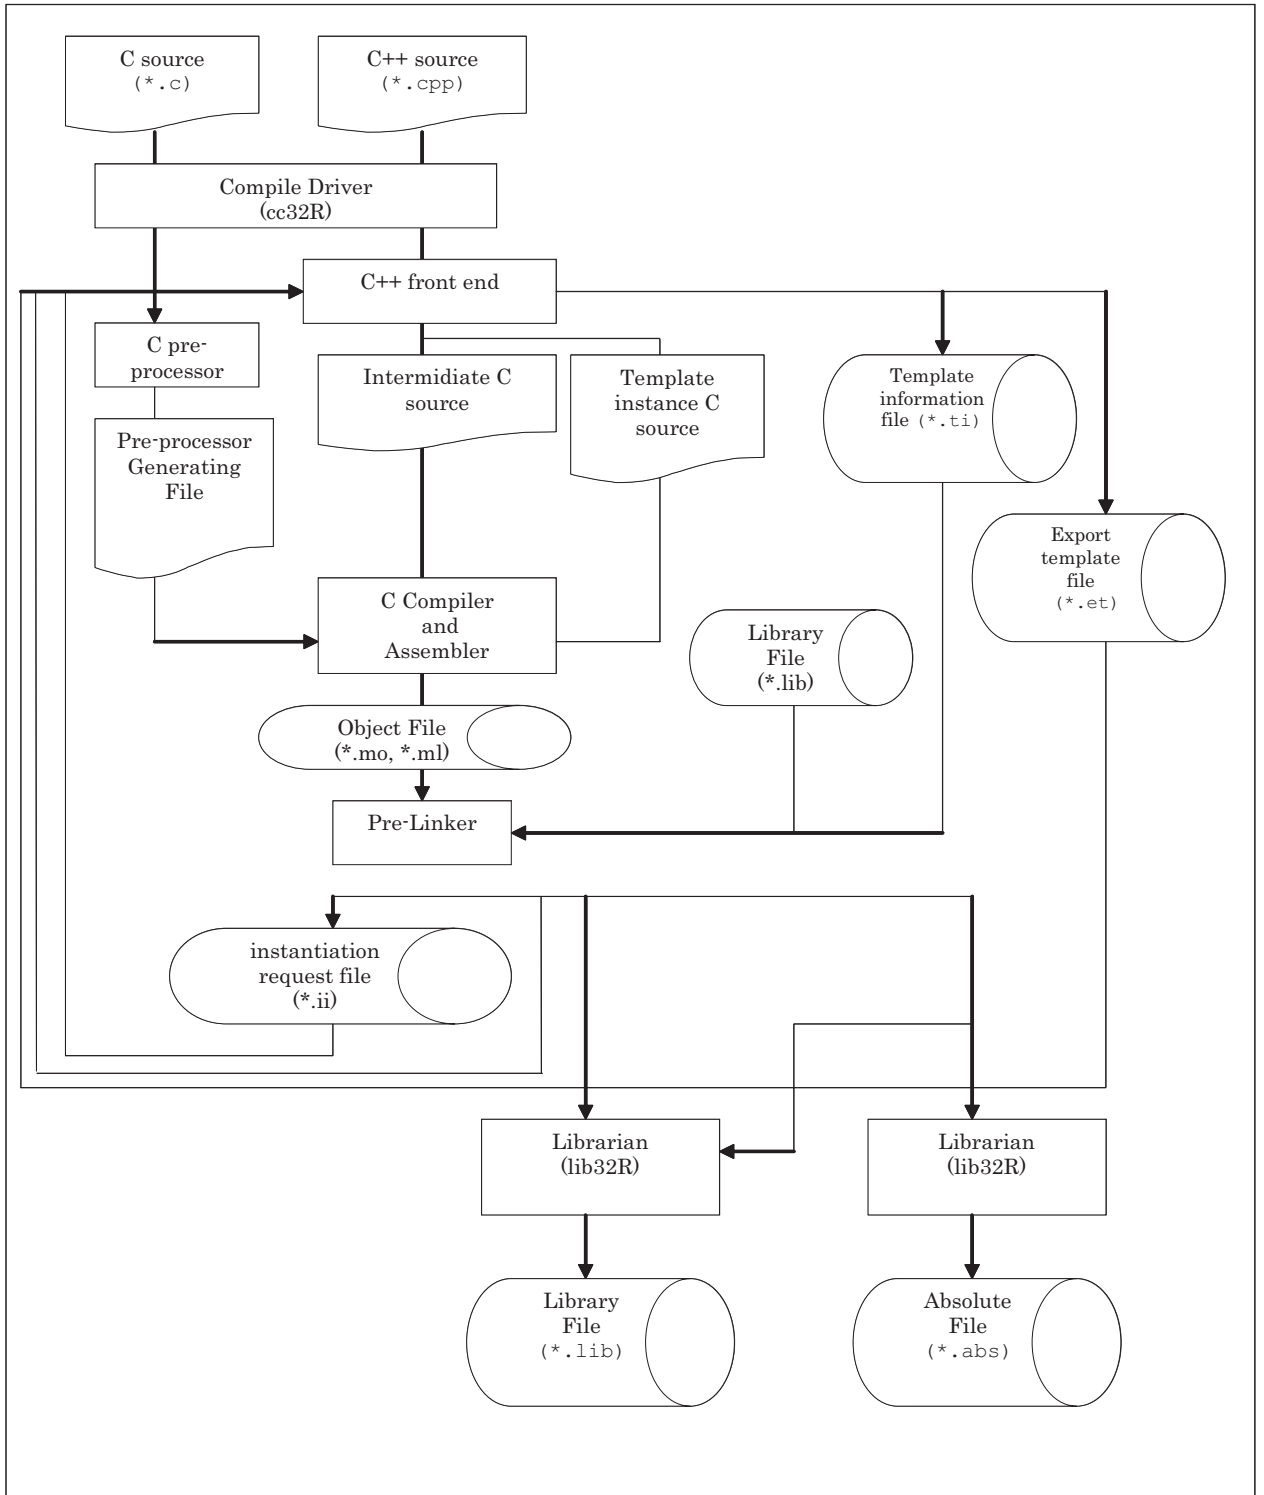 C source
(*.c)
C++ source
(*.cpp)
Compile Driver
(cc32R)
C++ front end
C pre-
processor
Intermidiate C
source
Template
instance C
source
Template
information
file (*.ti)
Pre-processor
Generating
File
Export
template
file
(*.et)
C Compiler
and
Assembler
Library
File
(*.lib)
Object File
(*.mo, *.ml)
Pre-Linker
instantiation
request file
(*.ii)
Librarian
(lib32R)
Librarian
(lib32R)
Library
File
(*.lib)
Absolute
File
(*.abs)